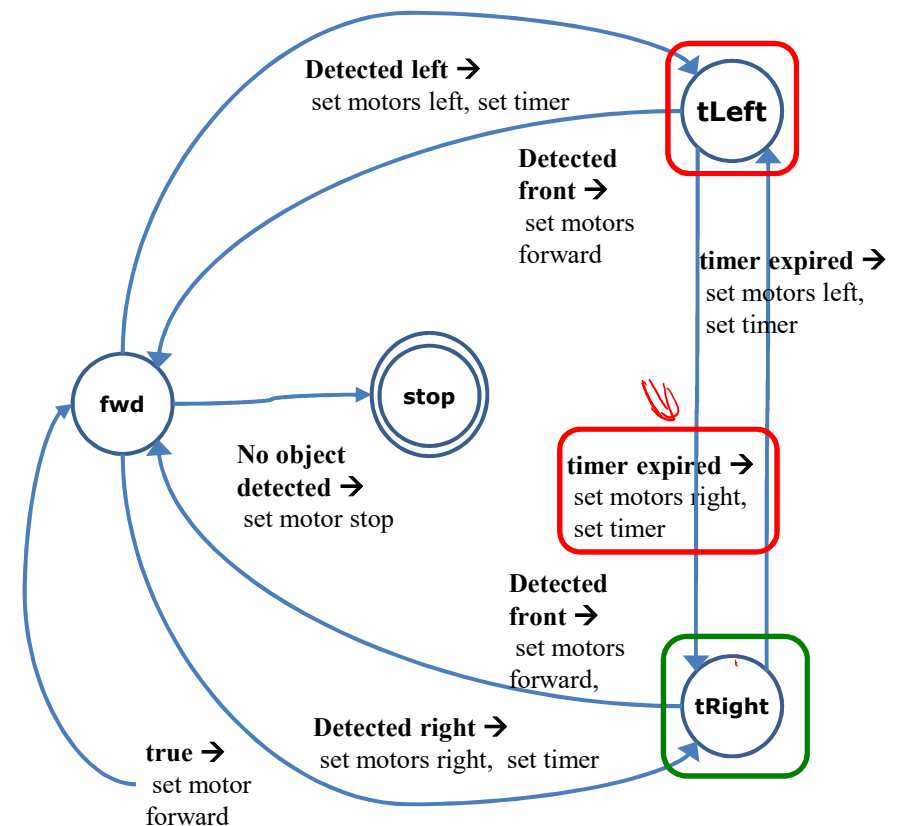 Detected left →
set motors left, set timer
tLeft
Detected
front →
set motors
forward
timer expired →
set motors left,
set timer
fwd
stop
No object
detected →
set motor stop
timer expired →
set motors right,
set timer
Detected
front →
set motors
forward,
tRight
Detected right →
set motors right,  set timer
true →
set motor
forward